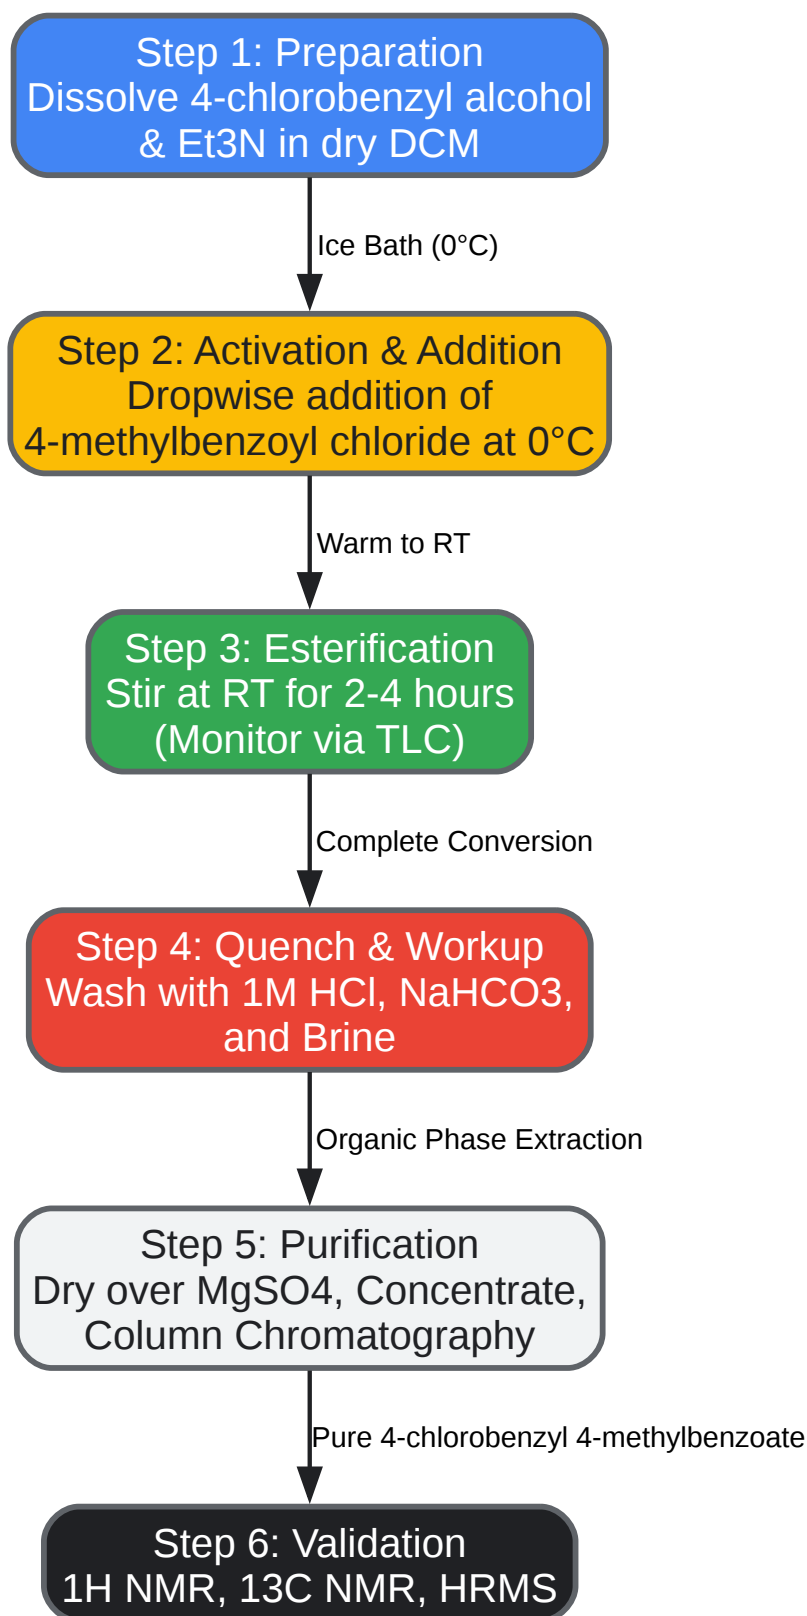 Step 1: Preparation
Dissolve 4-chlorobenzyl alcohol
& Et3N in dry DCM
Ice Bath (0°C)
Step 2: Activation & Addition
Dropwise addition of
4-methylbenzoyl chloride at 0°C
Warm to RT
Step 3: Esterification
Stir at RT for 2-4 hours
(Monitor via TLC)
Complete Conversion
Step 4: Quench & Workup
Wash with 1M HCl, NaHCO3,
and Brine
Organic Phase Extraction
Step 5: Purification
Dry over MgSO4, Concentrate,
Column Chromatography
Pure 4-chlorobenzyl 4-methylbenzoate
Step 6: Validation
1H NMR, 13C NMR, HRMS